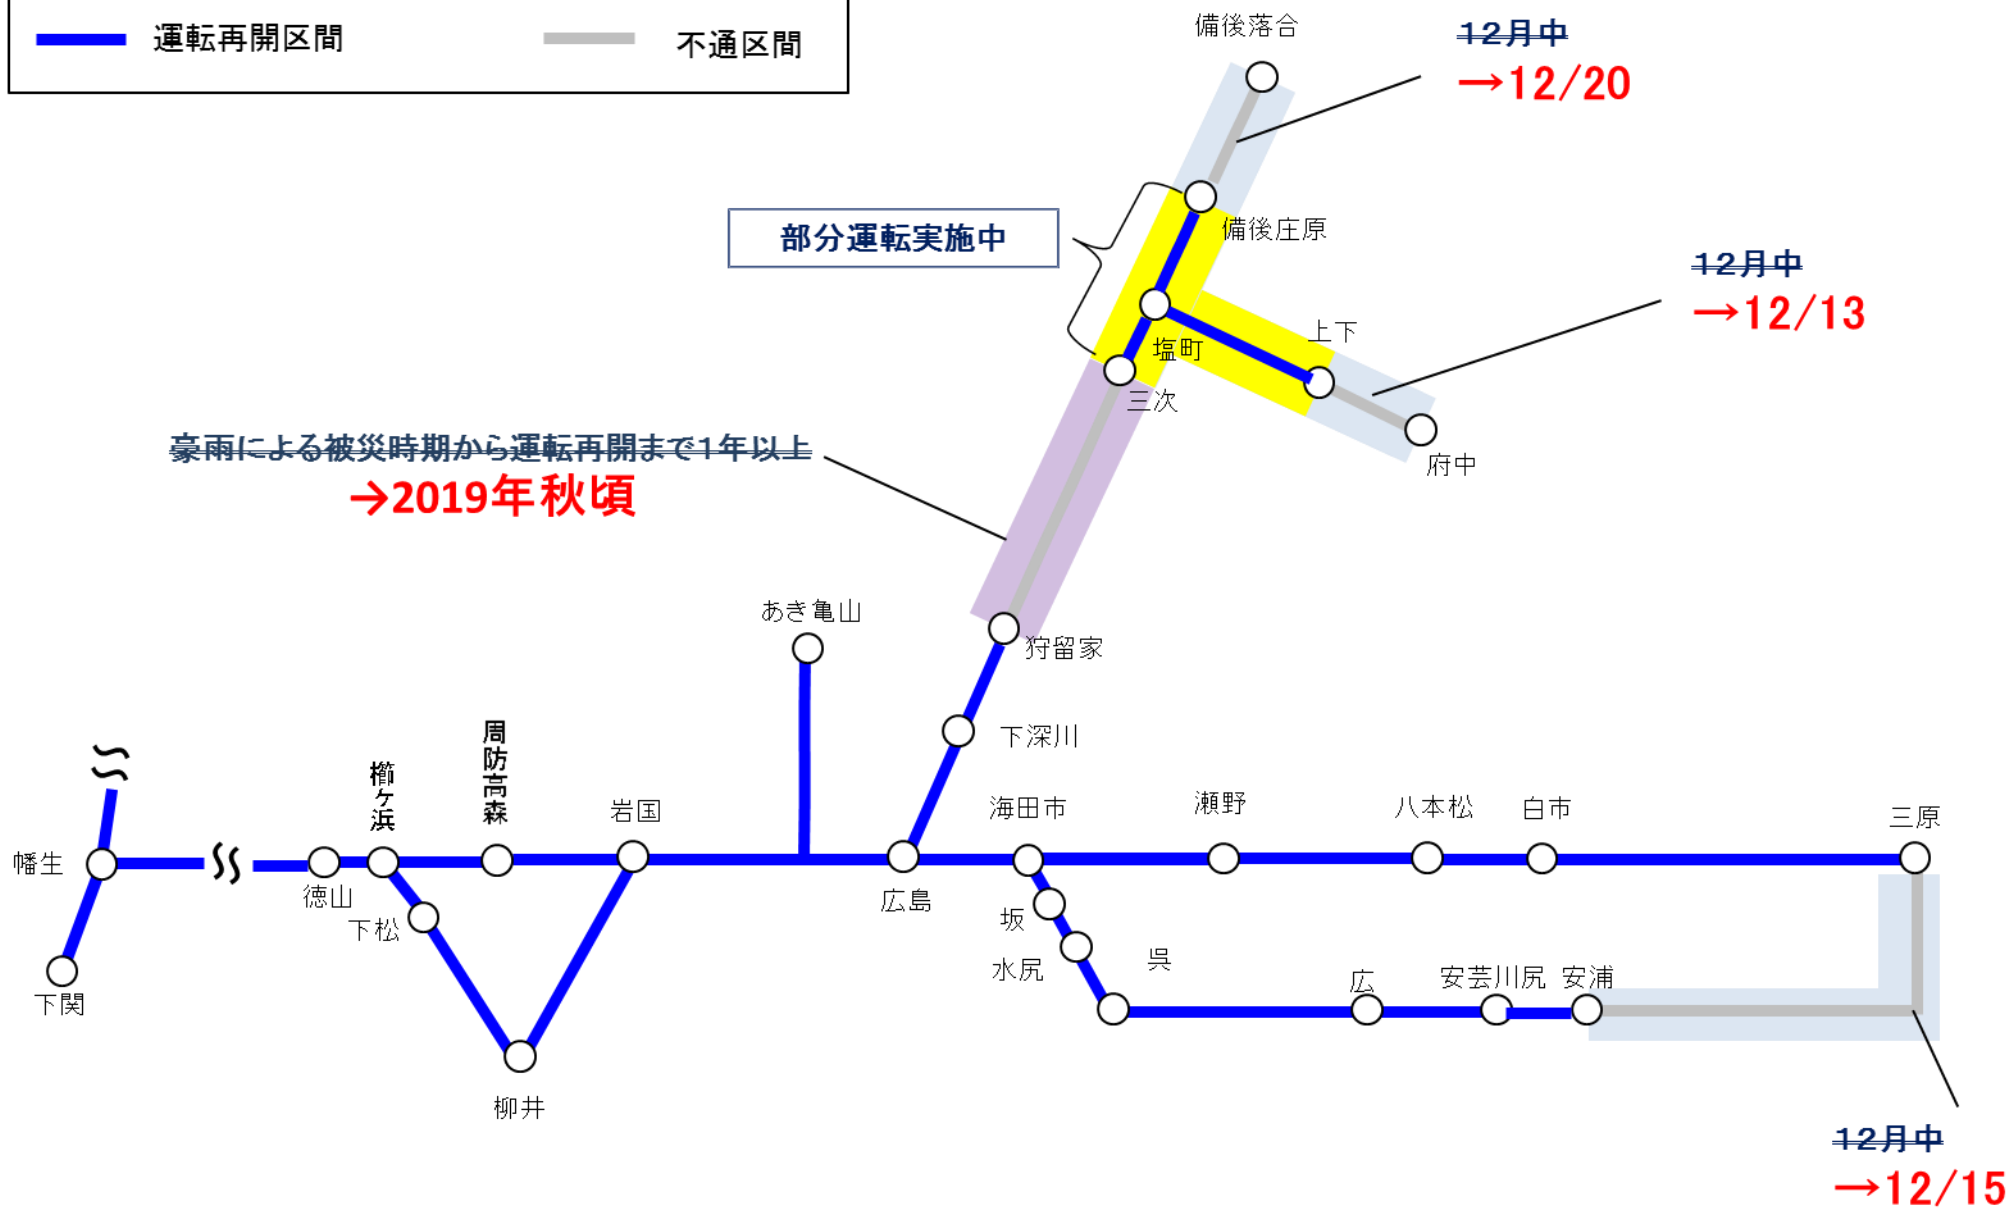 運転再開区間
不通区間
備後落合
12月中
→12/20
部分運転実施中
備後庄原
12月中
→12/13
上下
塩町
三次
府中
豪雨による被災時期から運転再開まで1年以上
→2019年秋頃
あき亀山
狩留家
下深川
周防高森
櫛ヶ浜
岩国
海田市
瀬野
八本松
白市
三原
幡生
徳山
広島
下松
坂
水尻
呉
広
安芸川尻
安浦
下関
柳井
12月中
→12/15